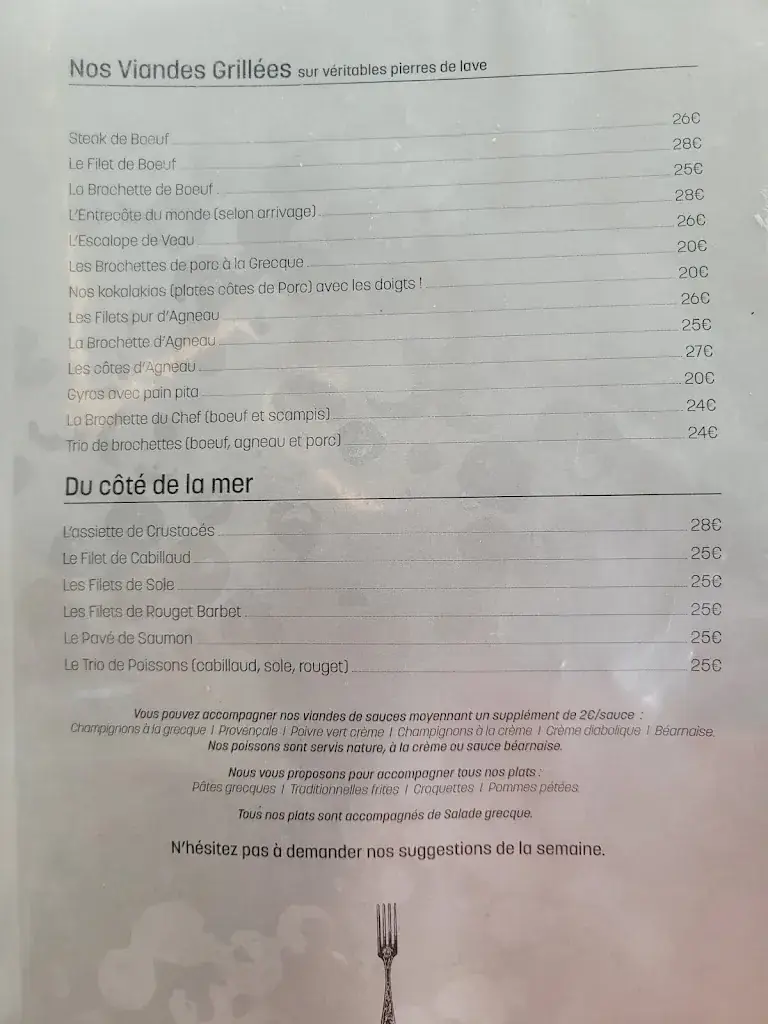 Nos Viandes Grillées sur véritables pierres de lave
Steak de Boeuf 26€
Le Filet de Boeuf 28€
La Brochette de Boeuf 25€
L'Entrecôte du monde (selon arrivage) 28€
L'Escalope de Veau 26€
Les Brochettes de porc à la Grecque 20€
Nos kokalakias (plates côtes de Porc) avec les doigts ! 20€
Les Filets pur d'Agneau 26€
La Brochette d'Agneau 25€
Les côtes d'Agneau 27€
Gyros avec pain pita 20€
La Brochette du Chef (boeuf et scampis) 24€
Trio de brochettes (boeuf, agneau et porc) 24€
Du côté de la mer
L'assiette de Crustacés 28€
Le Filet de Cabillaud 25€
Les Filets de Sole 25€
Les Filets de Rouget Barbet 25€
Le Pavé de Saumon 25€
Le Trio de Poissons (cabillaud, sole, rouget) 25€
Vous pouvez accompagner nos viandes de sauces moyennant un supplément de 2€/sauce :
Champignons à la grecque I Provençale I Poivre vert crème I Champignons à la crème I Crème diabolique I Béarnaise.
Nos poissons sont servis nature, à la crème ou sauce béarnaise.
Nous vous proposons pour accompagner tous nos plats :
Pâtes grecques I Traditionnelles frites I Croquettes I Pommes pétées
Tous nos plats sont accompagnés de Salade grecque.
N'hésitez pas à demander nos suggestions de la semaine.